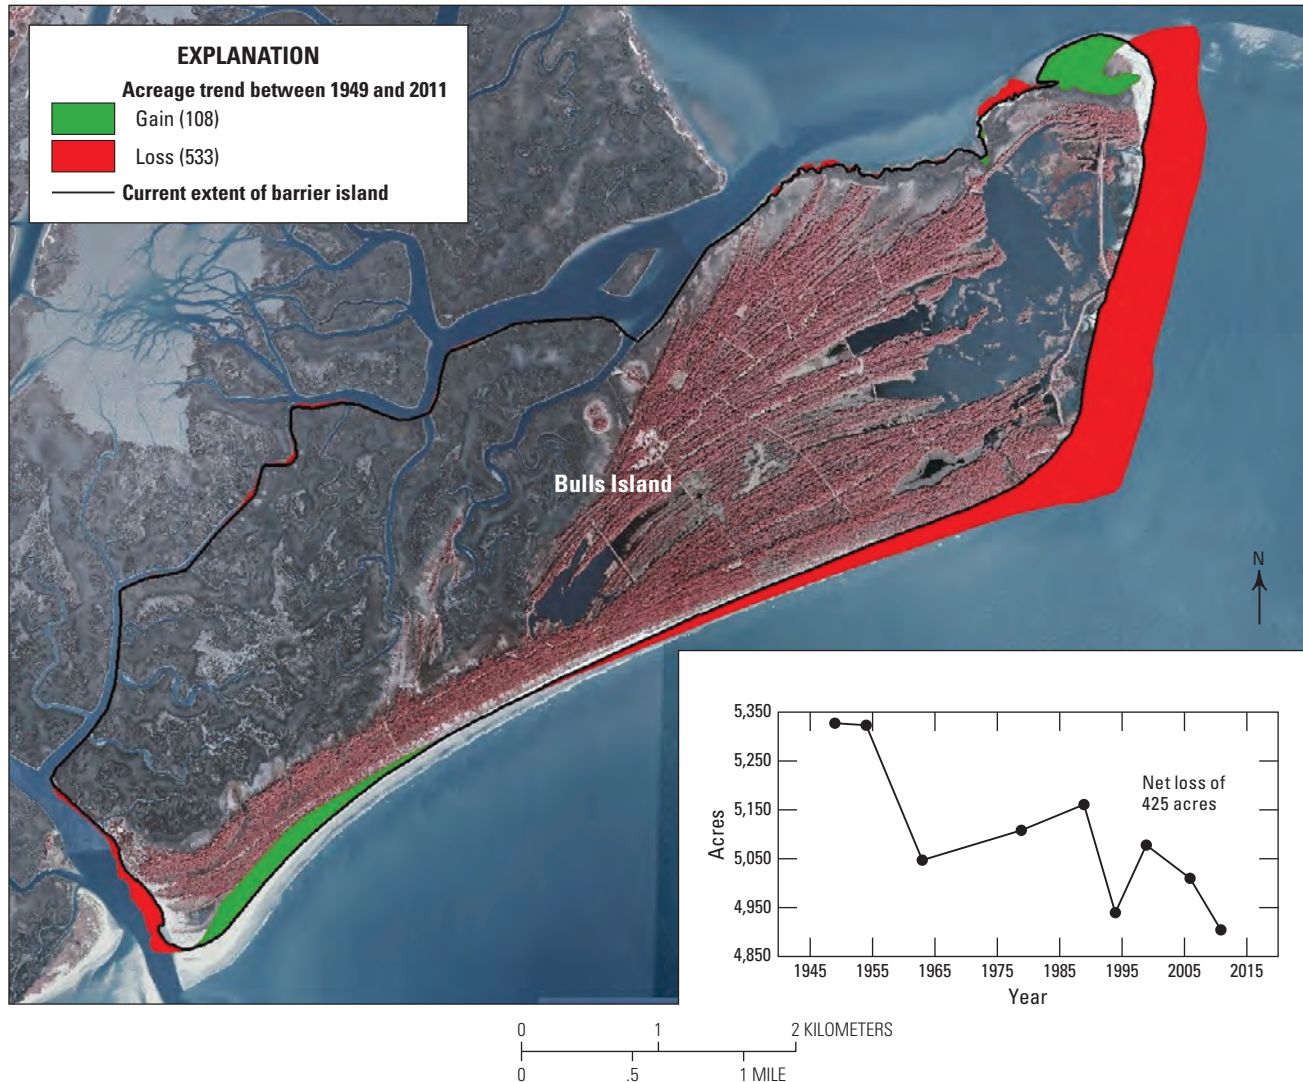 EXPLANATION
Acreage trend between 1949 and 2011
Gain (108)
Loss (533)
Current extent of barrier island
Bulls Island
N
Net loss of
425 acres
Acres
5,350
5,250
5,150
5,050
4,950
4,850
1945 1955 1965 1975 1985 1995 2005 2015
Year
0 1 2 KILOMETERS
0 .5 1 MILE